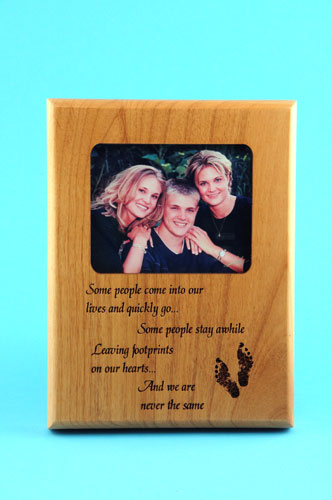 Some people come into our
lives and quickly go...
Some people stay awhile
Leaving footprints
on our hearts...
And we are
never the same